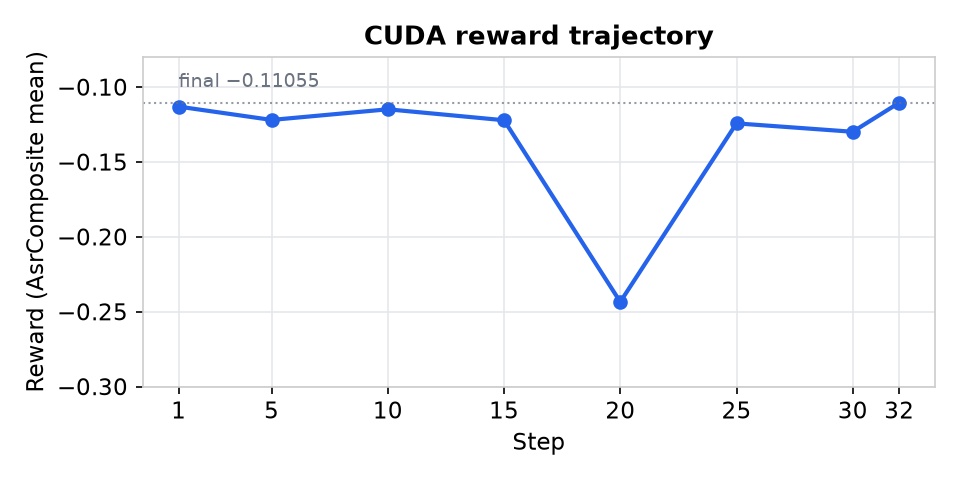 CUDA reward trajectory
final −0.11055
Reward (AsrComposite mean)
−0.10
−0.15
−0.20
−0.25
−0.30
1 5 10 15 20 25 30 32
Step